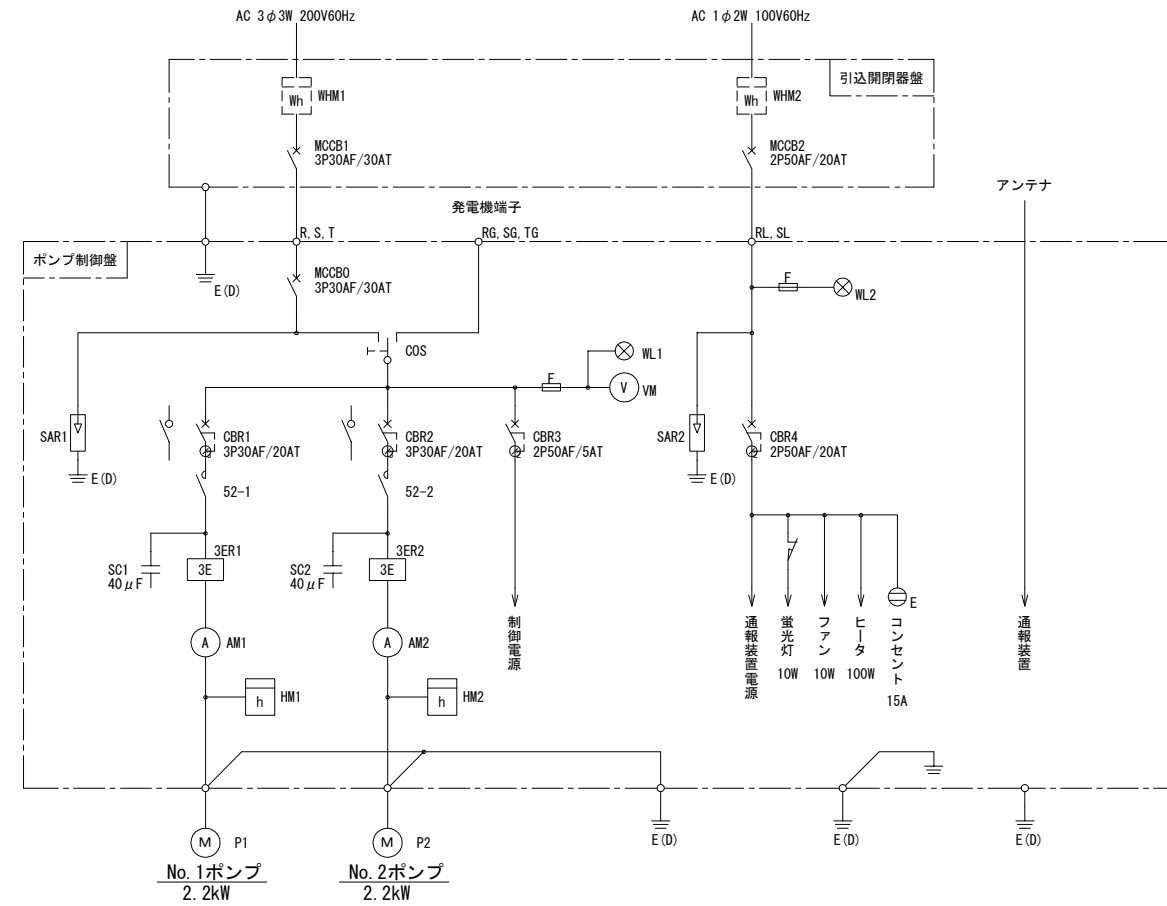 AC 3φ3W 200V60Hz
AC 1φ2W 100V60Hz
引込開閉器盤
Wh
WHM1
Wh
WHM2
MCCB1
3P30AF/30AT
MCCB2
2P50AF/20AT
アンテナ
発電機端子
R, S, T
RG, SG, TG
RL, SL
ポンプ制御盤
E(D)
MCCB0
3P30AF/30AT
F
WL2
COS
WL1
F
V
VM
SAR1
E(D)
CBR1
3P30AF/20AT
CBR2
3P30AF/20AT
CBR3
2P50AF/5AT
SAR2
E(D)
CBR4
2P50AF/20AT
3
3
2
2
52-1
52-2
SC1
40μF
3ER1
3E
SC2
40μF
3ER2
3E
A
AM1
A
AM2
h
HM1
h
HM2
制御電源
通報装置電源
蛍光灯
10W
ファン
10W
ヒータ
100W
E
コンセント
15A
通報装置
E(D)
E(D)
E(D)
M
P1
M
P2
No.1ポンプ
2.2kW
No.2ポンプ
2.2kW